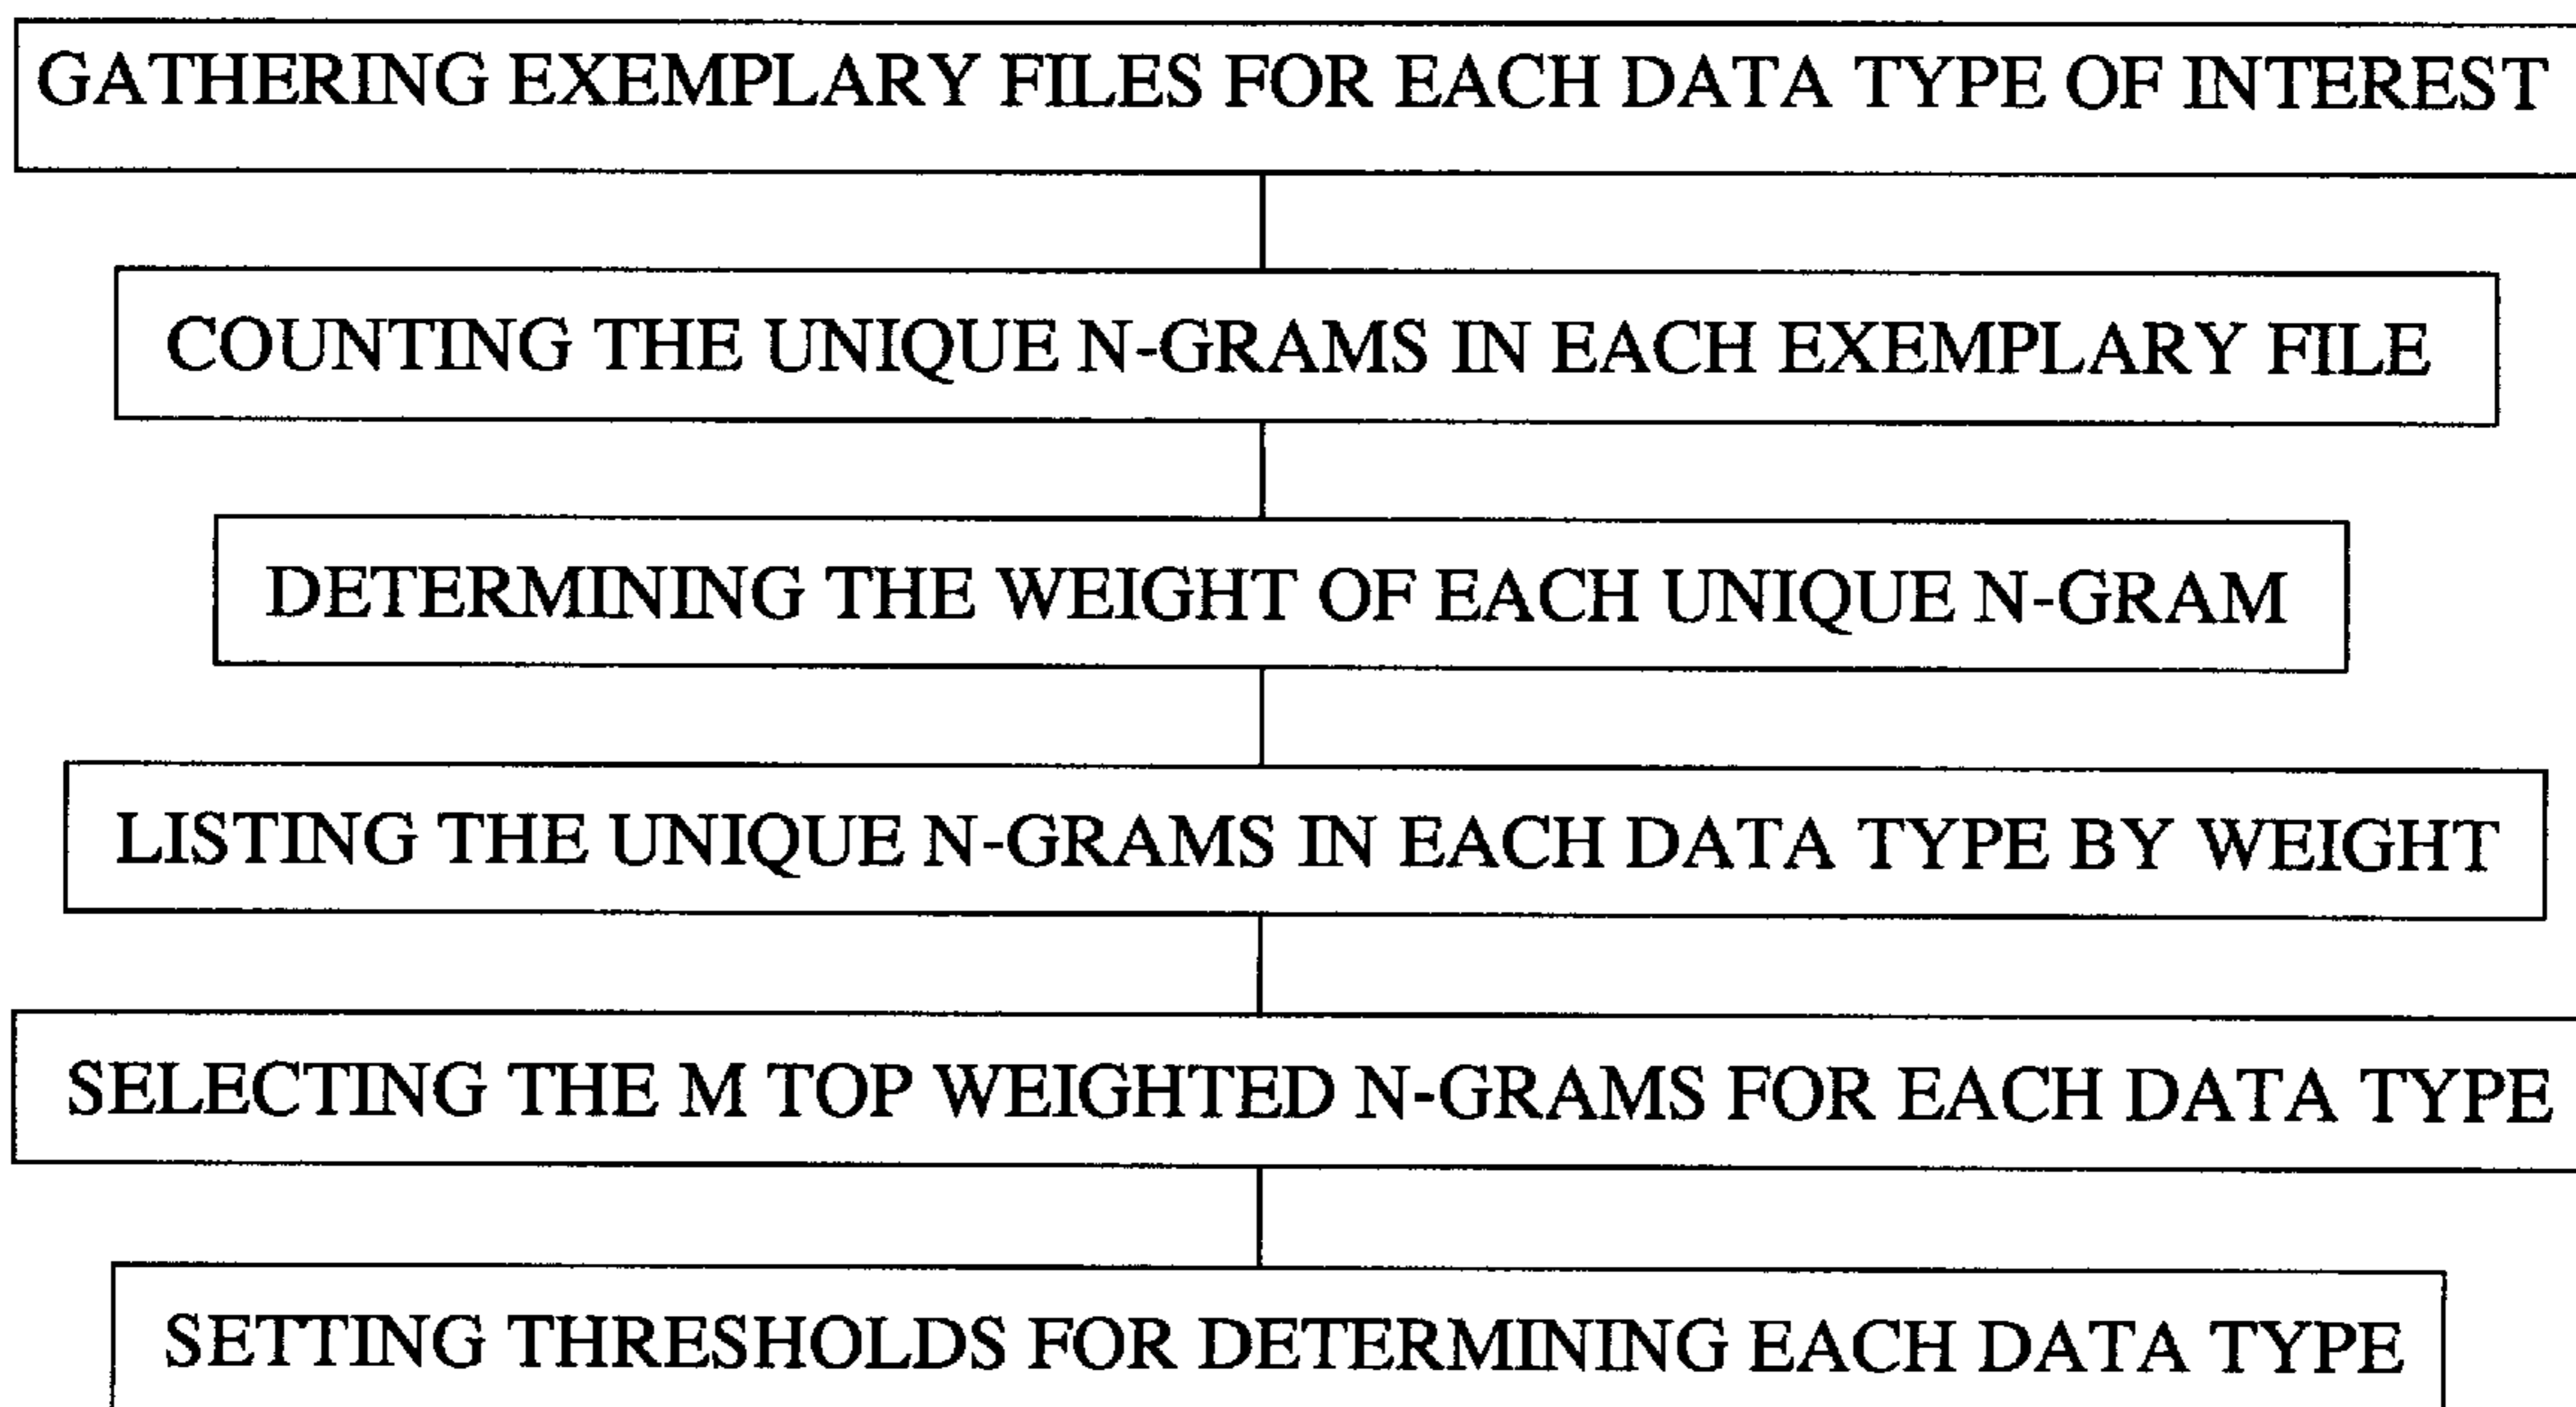 GATHERING EXEMPLARY FILES FOR EACH DATA TYPE OF INTEREST
COUNTING THE UNIQUE N-GRAMS IN EACH EXEMPLARY FILE
DETERMINING THE WEIGHT OF EACH UNIQUE N-GRAM
LISTING THE UNIQUE N-GRAMS IN EACH DATA TYPE BY WEIGHT
SELECTING THE M TOP WEIGHTED N-GRAMS FOR EACH DATA TYPE
SETTING THRESHOLDS FOR DETERMINING EACH DATA TYPE